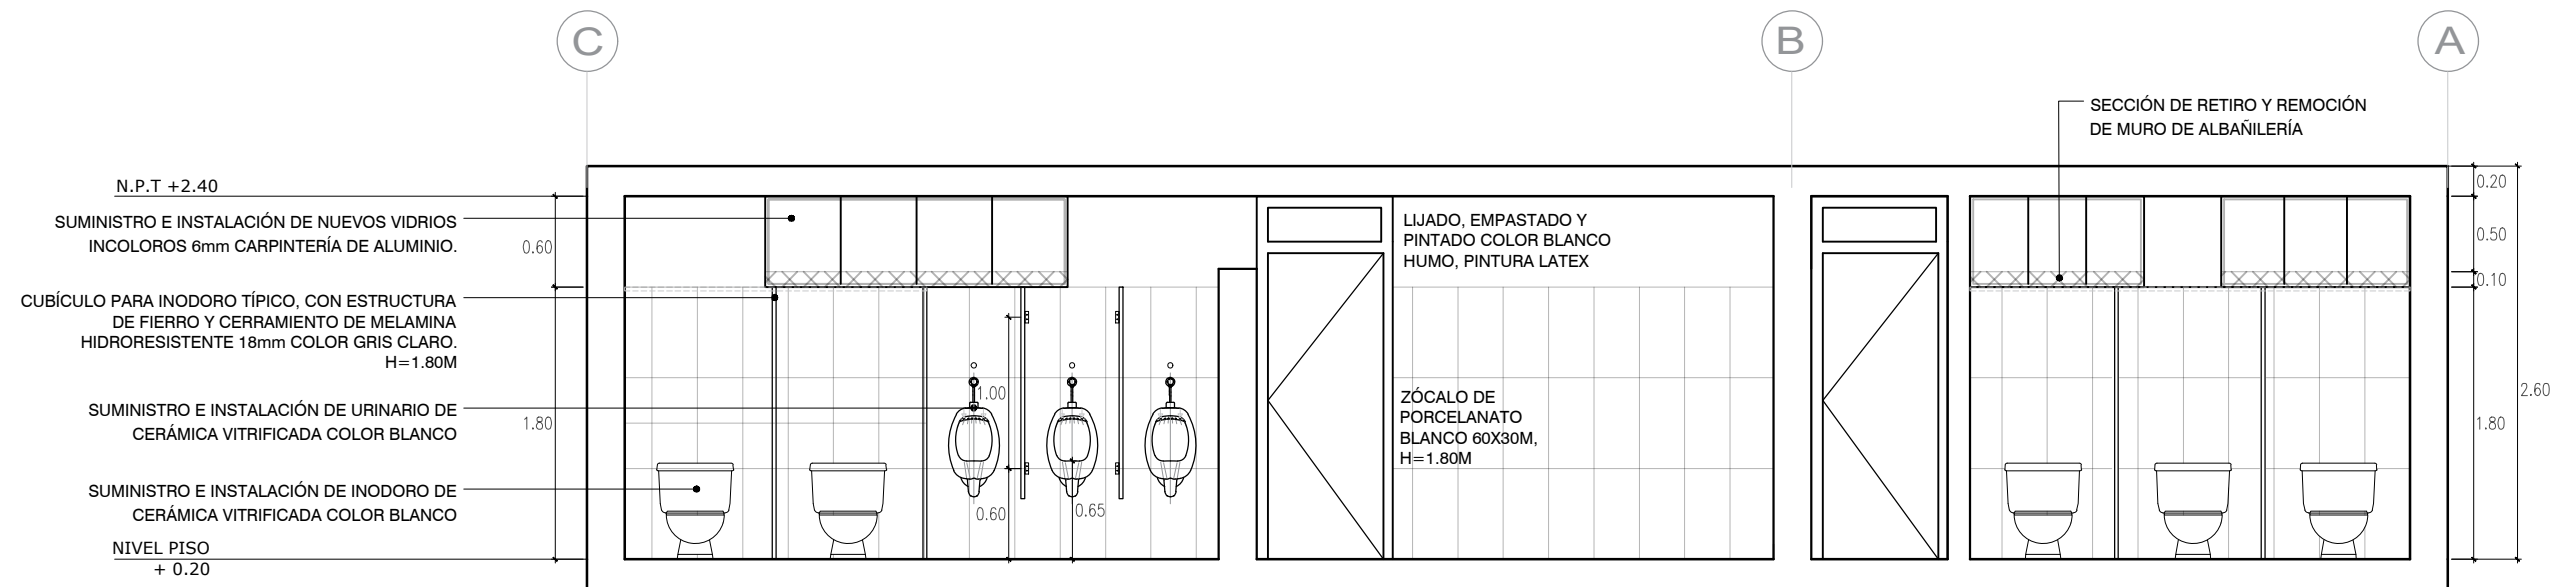 C
B
A
SECCIÓN DE RETIRO Y REMOCIÓN
DE MURO DE ALBAÑILERÍA
N.P.T +2.40
SUMINISTRO E INSTALACIÓN DE NUEVOS VIDRIOS
INCOLOROS 6mm CARPINTERÍA DE ALUMINIO.
CUBÍCULO PARA INODORO TÍPICO, CON ESTRUCTURA
DE FIERRO Y CERRAMIENTO DE MELAMINA
HIDRORESISTENTE 18mm COLOR GRIS CLARO.
H=1.80M
SUMINISTRO E INSTALACIÓN DE URINARIO DE
CERÁMICA VITRIFICADA COLOR BLANCO
SUMINISTRO E INSTALACIÓN DE INODORO DE
CERÁMICA VITRIFICADA COLOR BLANCO
NIVEL PISO
+ 0.20
0.60
1.80
1.00
0.60
0.65
LIJADO, EMPASTADO Y
PINTADO COLOR BLANCO
HUMO, PINTURA LATEX
ZÓCALO DE
PORCELANATO
BLANCO 60X30M,
H=1.80M
0.20
0.50
0.10
1.80
2.60